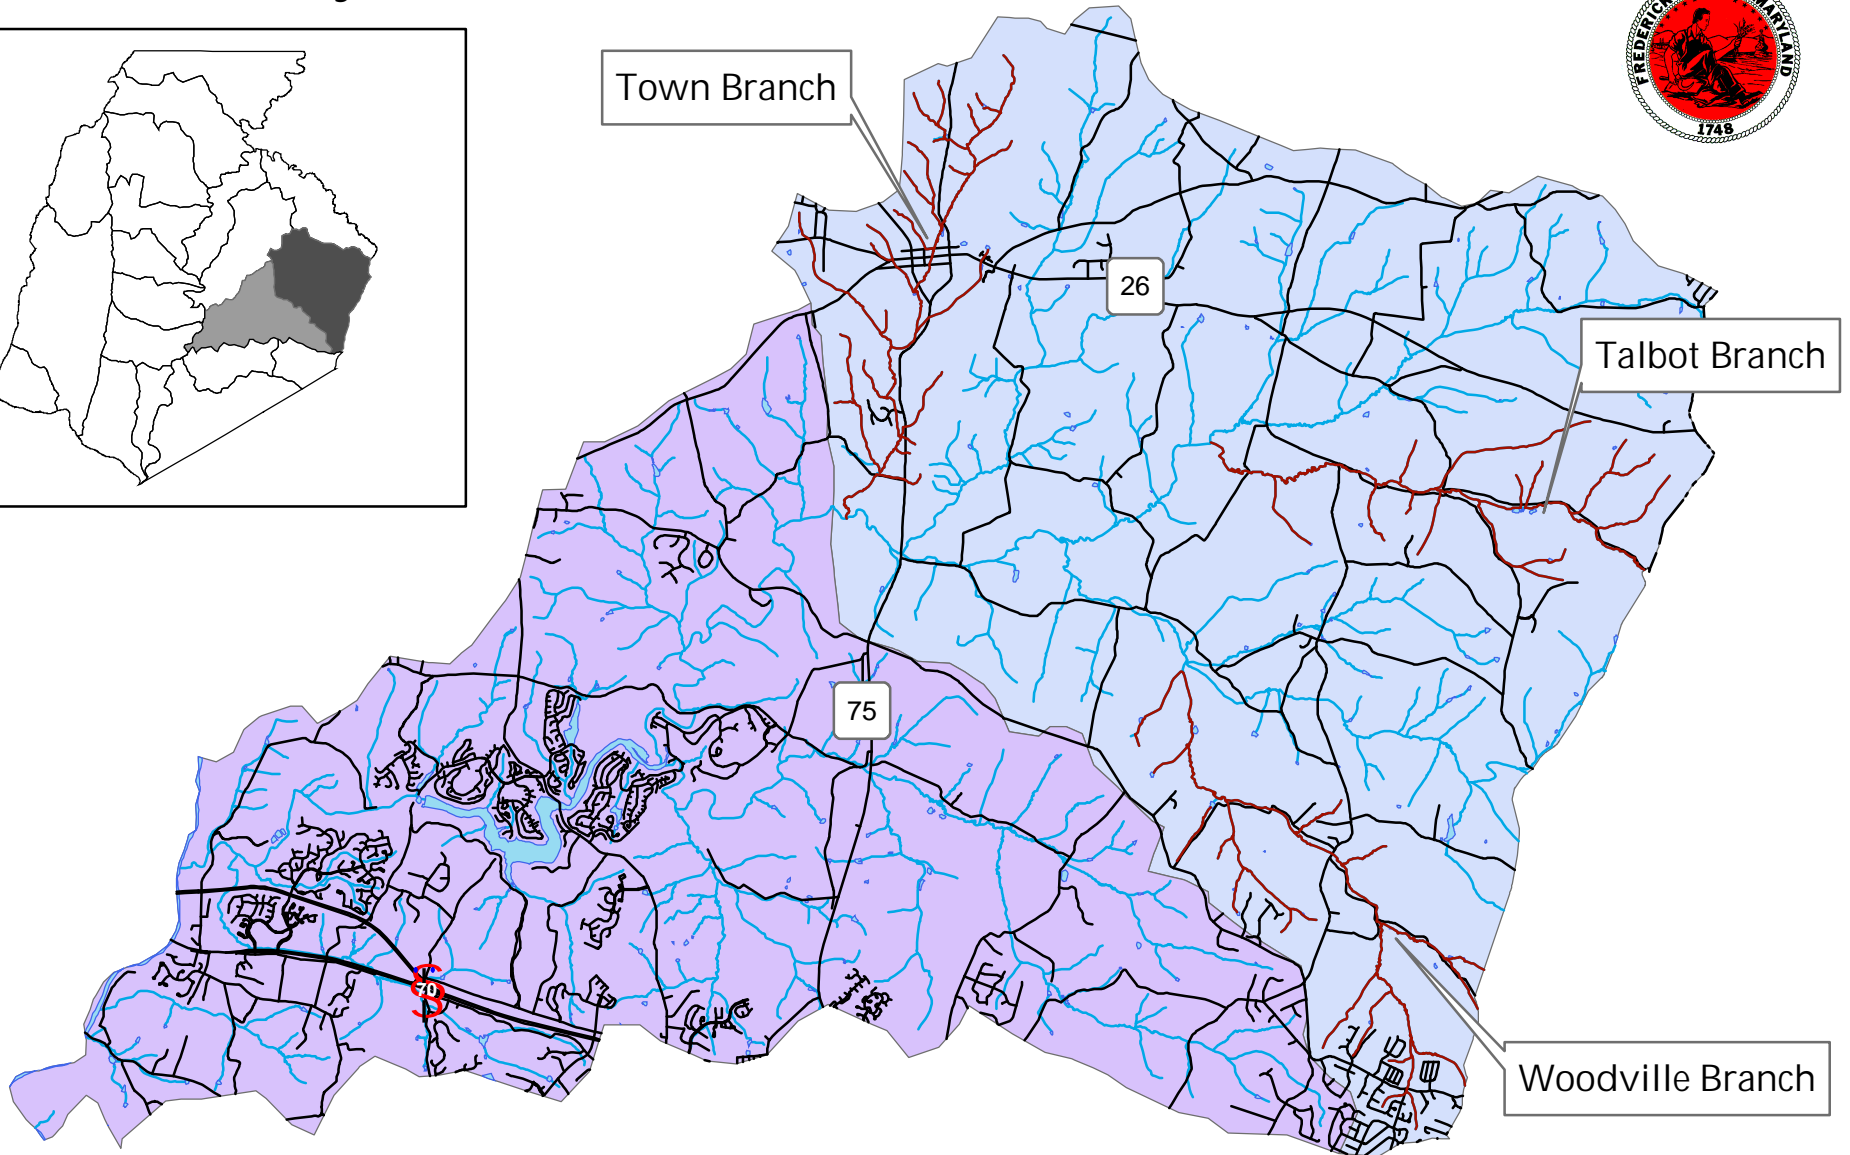 FREDERICK
MARYLAND
1748
Town Branch
26
Talbot Branch
75
70
Woodville Branch